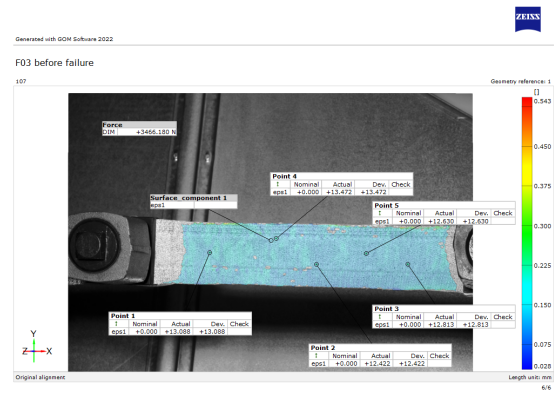 ZEISS
Generated with GOM Software 2022
F03 before failure
107
Geometry reference: 1
[]
0.543
0.450
0.375
0.300
0.225
0.150
0.075
0.028
Force
DIM +3466.180 N
Point 4
I Nominal Actual Dev. Check
eps1 +0.000 +13.472 +13.472
Surface_component 1
eps1
Point 5
I Nominal Actual Dev. Check
eps1 +0.000 +12.630 +12.630
Point 1
I Nominal Actual Dev. Check
eps1 +0.000 +13.088 +13.088
Point 3
I Nominal Actual Dev. Check
eps1 +0.000 +12.813 +12.813
Point 2
I Nominal Actual Dev. Check
eps1 +0.000 +12.422 +12.422
Y
Z X
Original alignment
Length unit: mm
6/6